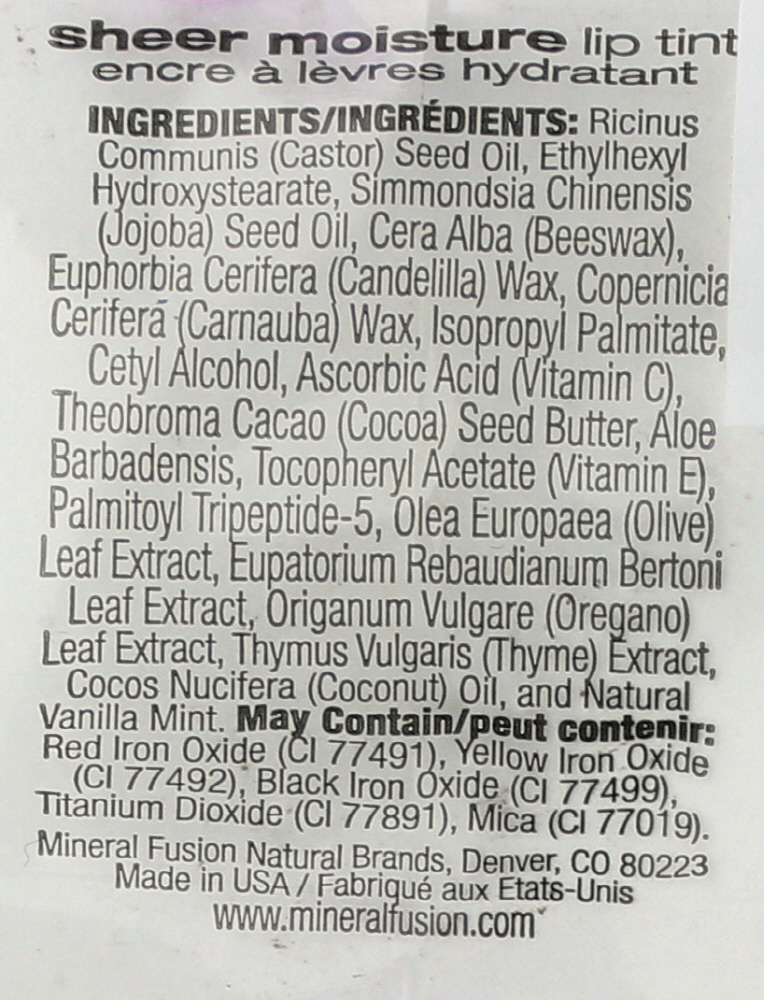 sheer moisture lip tint
encre à lèvres hydratant
INGREDIENTS/INGRÉDIENTS: Ricinus
Communis (Castor) Seed Oil, Ethylhexyl
Hydroxystearate, Simmondsia Chinensis
(Jojoba) Seed Oil, Cera Alba (Beeswax),
Euphorbia Cerifera (Candelilla) Wax, Copernicia
Cerifera (Carnauba) Wax, Isopropyl Palmitate,
Cetyl Alcohol, Ascorbic Acid (Vitamin C),
Theobroma Cacao (Cocoa) Seed Butter, Aloe
Barbadensis, Tocopheryl Acetate (Vitamin E),
Palmitoyl Tripeptide-5, Olea Europaea (Olive)
Leaf Extract, Eupatorium Rebaudianum Bertoni
Leaf Extract, Origanum Vulgare (Oregano)
Leaf Extract, Thymus Vulgaris (Thyme) Extract,
Cocos Nucifera (Coconut) Oil, and Natural
Vanilla Mint. May Contain/peut contenir:
Red Iron Oxide (CI 77491), Yellow Iron Oxide
(CI 77492), Black Iron Oxide (CI 77499),
Titanium Dioxide (CI 77891), Mica (CI 77019).
Mineral Fusion Natural Brands, Denver, CO 80223
Made in USA / Fabriqué aux Etats-Unis
www.mineralfusion.com